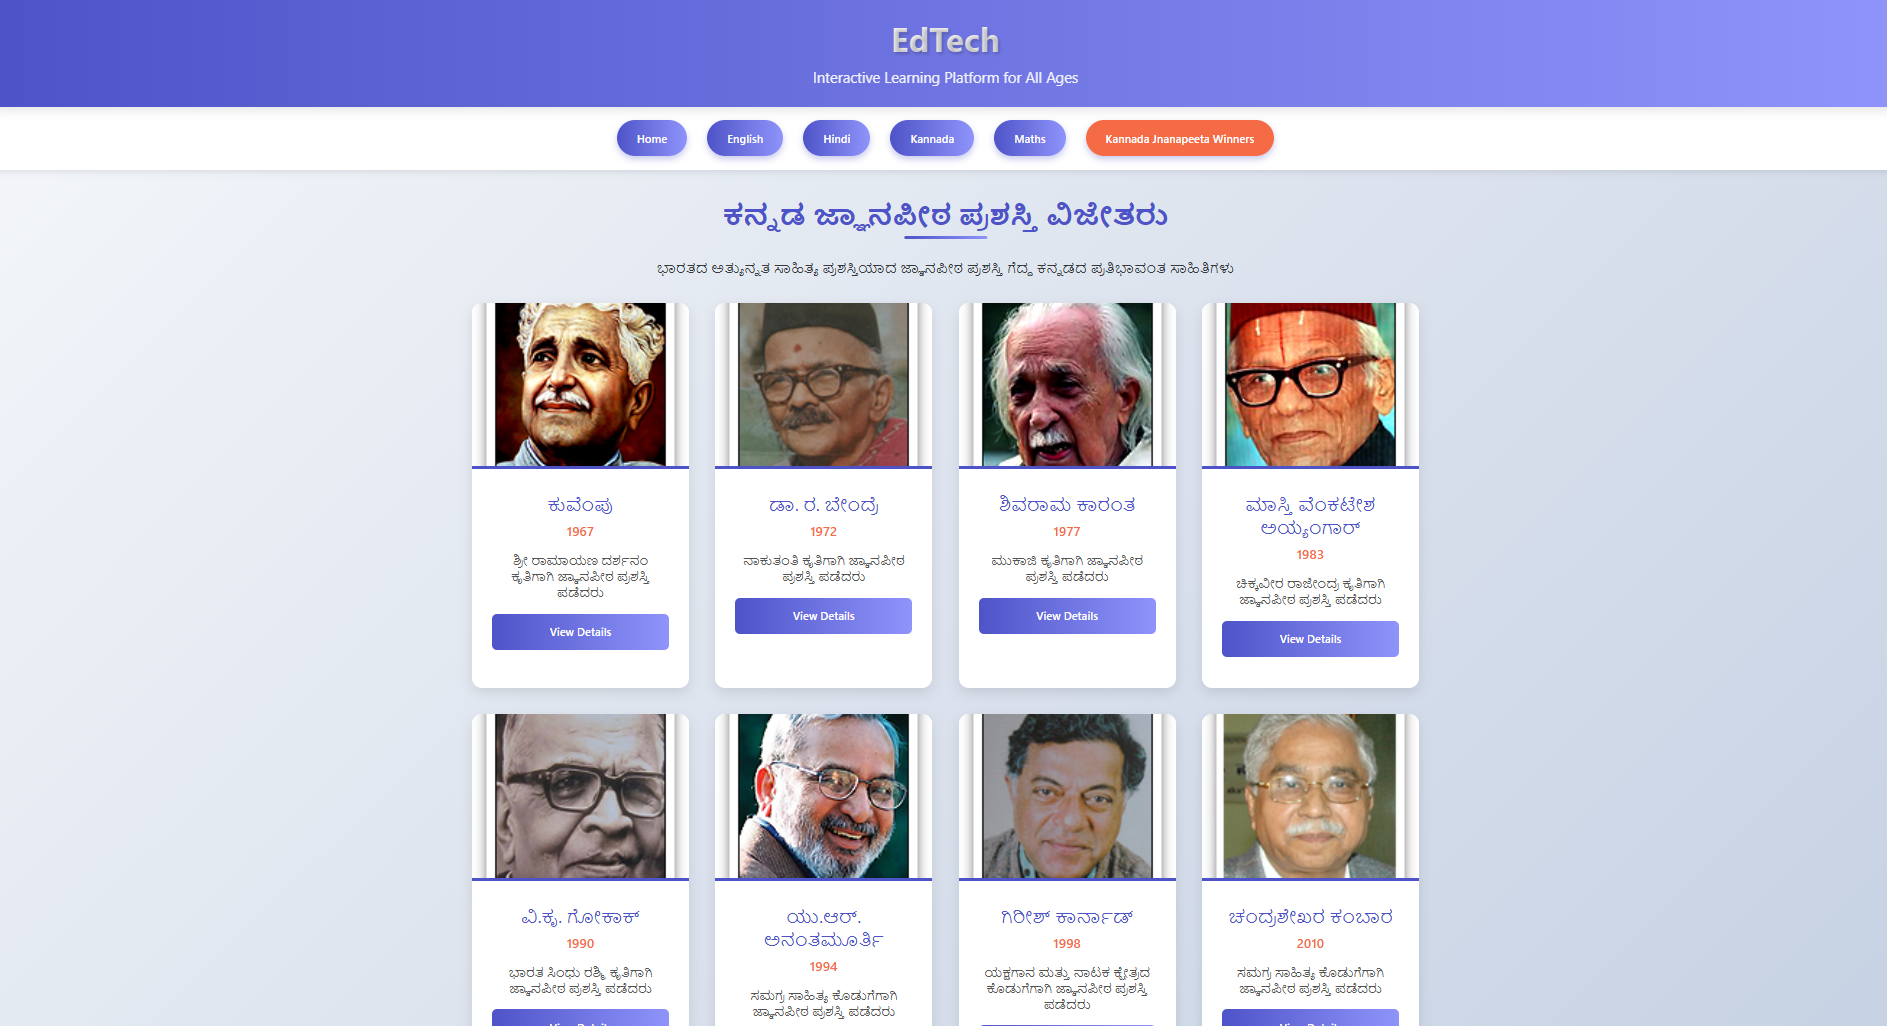 EdTech
Interactive Learning Platform for All Ages
Home
English
Hindi
Kannada
Maths
Kannada Jnanapeeta Winners
ಕನ್ನಡ ಜ್ಞಾನಪೀಠ ಪ್ರಶಸ್ತಿ ವಿಜೇತರು
ಭಾರತದ ಅತ್ಯುನ್ನತ ಸಾಹಿತ್ಯ ಪ್ರಶಸ್ತಿಯಾದ ಜ್ಞಾನಪೀಠ ಪ್ರಶಸ್ತಿ ಗೆದ್ದ ಕನ್ನಡದ ಪ್ರತಿಭಾವಂತ ಸಾಹಿತಿಗಳು
ಕುವೆಂಪು
1967
ಶ್ರೀ ರಾಮಾಯಣ ದರ್ಶನಂ
ಕೃತಿಗಾಗಿ ಜ್ಞಾನಪೀಠ ಪ್ರಶಸ್ತಿ
ಪಡೆದರು
View Details
ಡಾ. ರ. ಬೇಂದ್ರೆ
1972
ನಾಕುತಂತಿ ಕೃತಿಗಾಗಿ ಜ್ಞಾನಪೀಠ
ಪ್ರಶಸ್ತಿ ಪಡೆದರು
View Details
ಶಿವರಾಮ ಕಾರಂತ
1977
ಮುಕಾಜಿ ಕೃತಿಗಾಗಿ ಜ್ಞಾನಪೀಠ
ಪ್ರಶಸ್ತಿ ಪಡೆದರು
View Details
ಮಾಸ್ತಿ ವೆಂಕಟೇಶ
ಅಯ್ಯಂಗಾರ್
1983
ಚಿಕ್ಕವೀರ ರಾಜೇಂದ್ರ ಕೃತಿಗಾಗಿ
ಜ್ಞಾನಪೀಠ ಪ್ರಶಸ್ತಿ ಪಡೆದರು
View Details
ವಿ.ಕೃ. ಗೋಕಾಕ್
1990
ಭಾರತ ಸಿಂಧು ರಶ್ಮಿ ಕೃತಿಗಾಗಿ
ಜ್ಞಾನಪೀಠ ಪ್ರಶಸ್ತಿ ಪಡೆದರು
View Details
ಯು.ಆರ್.
ಅನಂತಮೂರ್ತಿ
1994
ಸಮಗ್ರ ಸಾಹಿತ್ಯ ಕೊಡುಗೆಗಾಗಿ
ಜ್ಞಾನಪೀಠ ಪ್ರಶಸ್ತಿ ಪಡೆದರು
ಗಿರೀಶ್ ಕಾರ್ನಾಡ್
1998
ಯಕ್ಷಗಾನ ಮತ್ತು ನಾಟಕ ಕ್ಷೇತ್ರದ
ಕೊಡುಗೆಗಾಗಿ ಜ್ಞಾನಪೀಠ ಪ್ರಶಸ್ತಿ
ಪಡೆದರು
ಚಂದ್ರಶೇಖರ ಕಂಬಾರ
2010
ಸಮಗ್ರ ಸಾಹಿತ್ಯ ಕೊಡುಗೆಗಾಗಿ
ಜ್ಞಾನಪೀಠ ಪ್ರಶಸ್ತಿ ಪಡೆದರು
View Details